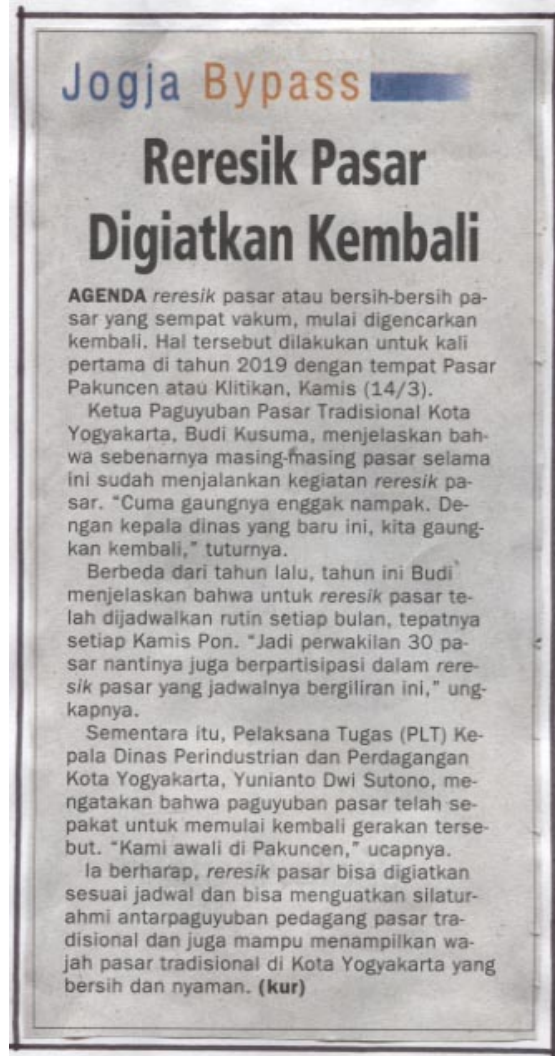 Jogja Bypass
Reresik Pasar
Digiatkan Kembali
AGENDA reresik pasar atau bersih-bersih pa-
sar yang sempat vakum, mulai digencarkan
kembali. Hal tersebut dilakukan untuk kali
pertama di tahun 2019 dengan tempat Pasar
Pakuncen atau Klitikan, Kamis (14/3).
Ketua Paguyuban Pasar Tradisional Kota
Yogyakarta, Budi Kusuma, menjelaskan bah-
wa sebenarnya masing-masing pasar selama
ini sudah menjalankan kegiatan reresik pa-
sar. “Cuma gaungnya enggak nampak. De-
ngan kepala dinas yang baru ini, kita gaung-
kan kembali,” tuturnya.
Berbeda dari tahun lalu, tahun ini Budi
menjelaskan bahwa untuk reresik pasar te-
lah dijadwalkan rutin setiap bulan, tepatnya
setiap Kamis Pon. “Jadi perwakilan 30 pa-
sar nantinya juga berpartisipasi dalam rere-
sik pasar yang jadwalnya bergiliran ini,” ung-
kapnya.
Sementara itu, Pelaksana Tugas (PLT) Ke-
pala Dinas Perindustrian dan Perdagangan
Kota Yogyakarta, Yunianto Dwi Sutono, me-
ngatakan bahwa paguyuban pasar telah se-
pakat untuk memulai kembali gerakan terse-
but. “Kami awali di Pakuncen,” ucapnya.
Ia berharap, reresik pasar bisa digiatkan
sesuai jadwal dan bisa menguatkan silatur-
ahmi antarpaguyuban pedagang pasar tra-
disional dan juga mampu menampilkan wa-
jah pasar tradisional di Kota Yogyakarta yang
bersih dan nyaman. (kur)